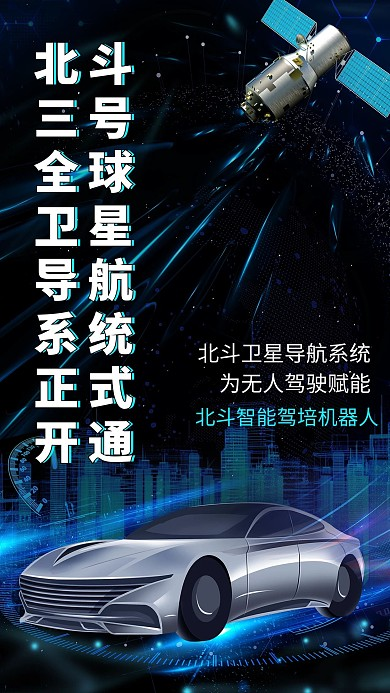 北斗
三号
全球
卫星
导航
系统
正式
开通
北斗卫星导航系统
为无人驾驶赋能
北斗智能驾培机器人